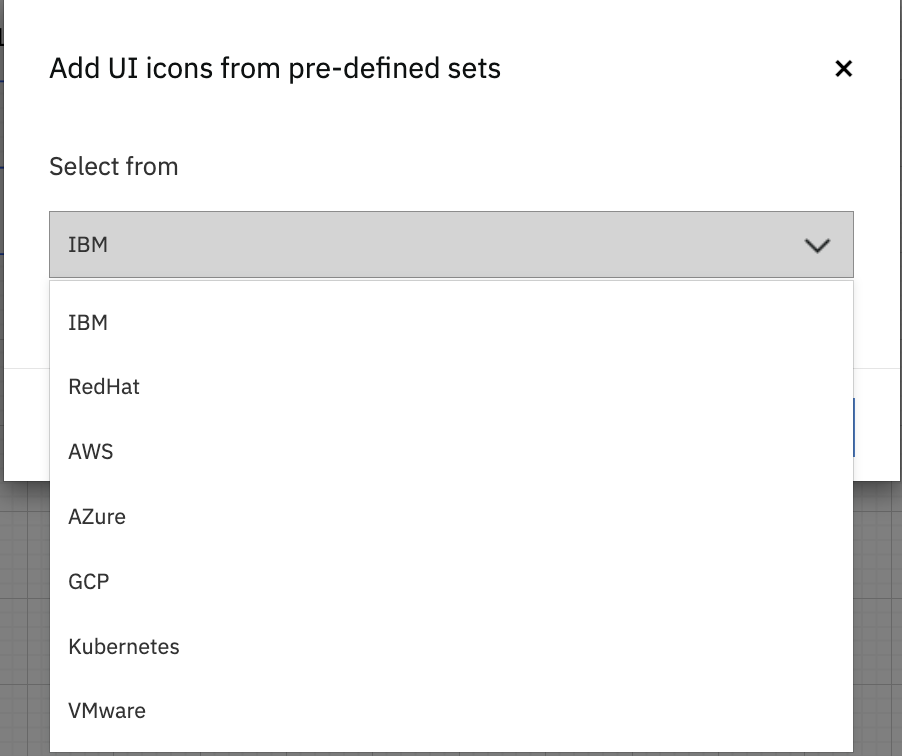 Add UI icons from pre-defined sets
Select from
IBM
IBM
RedHat
AWS
AZure
GCP
Kubernetes
VMware